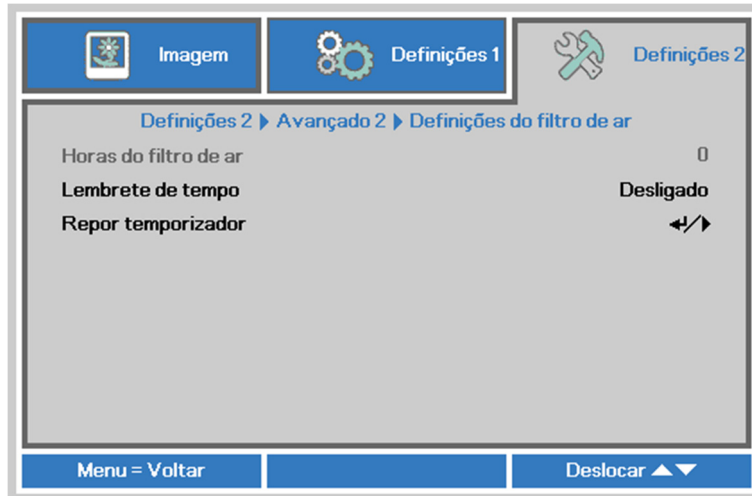 Imagem
Definições 1
Definições 2
Definições 2 ▶ Avançado 2 ▶ Definições do filtro de ar
Horas do filtro de ar 0
Lembrete de tempo Desligado
Repor temporizador ↵/▶
Menu = Voltar
Deslocar ▲▼